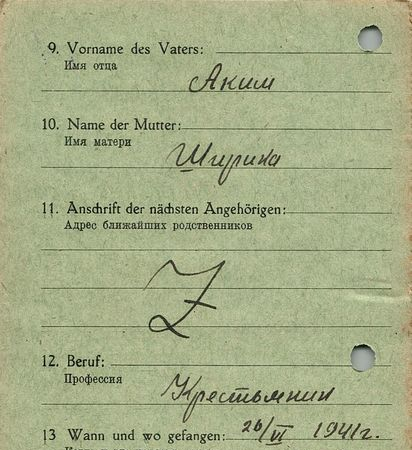 9. Vorname des Vaters:
Имя отца
Аким
10. Name der Mutter:
Имя матери
Шурина
11. Anschrift der nächsten Angehörigen:
Адрес ближайших родственников
Z
12. Beruf:
Профессия
Крестьянин
13 Wann und wo gefangen: 26/VI 1941г.